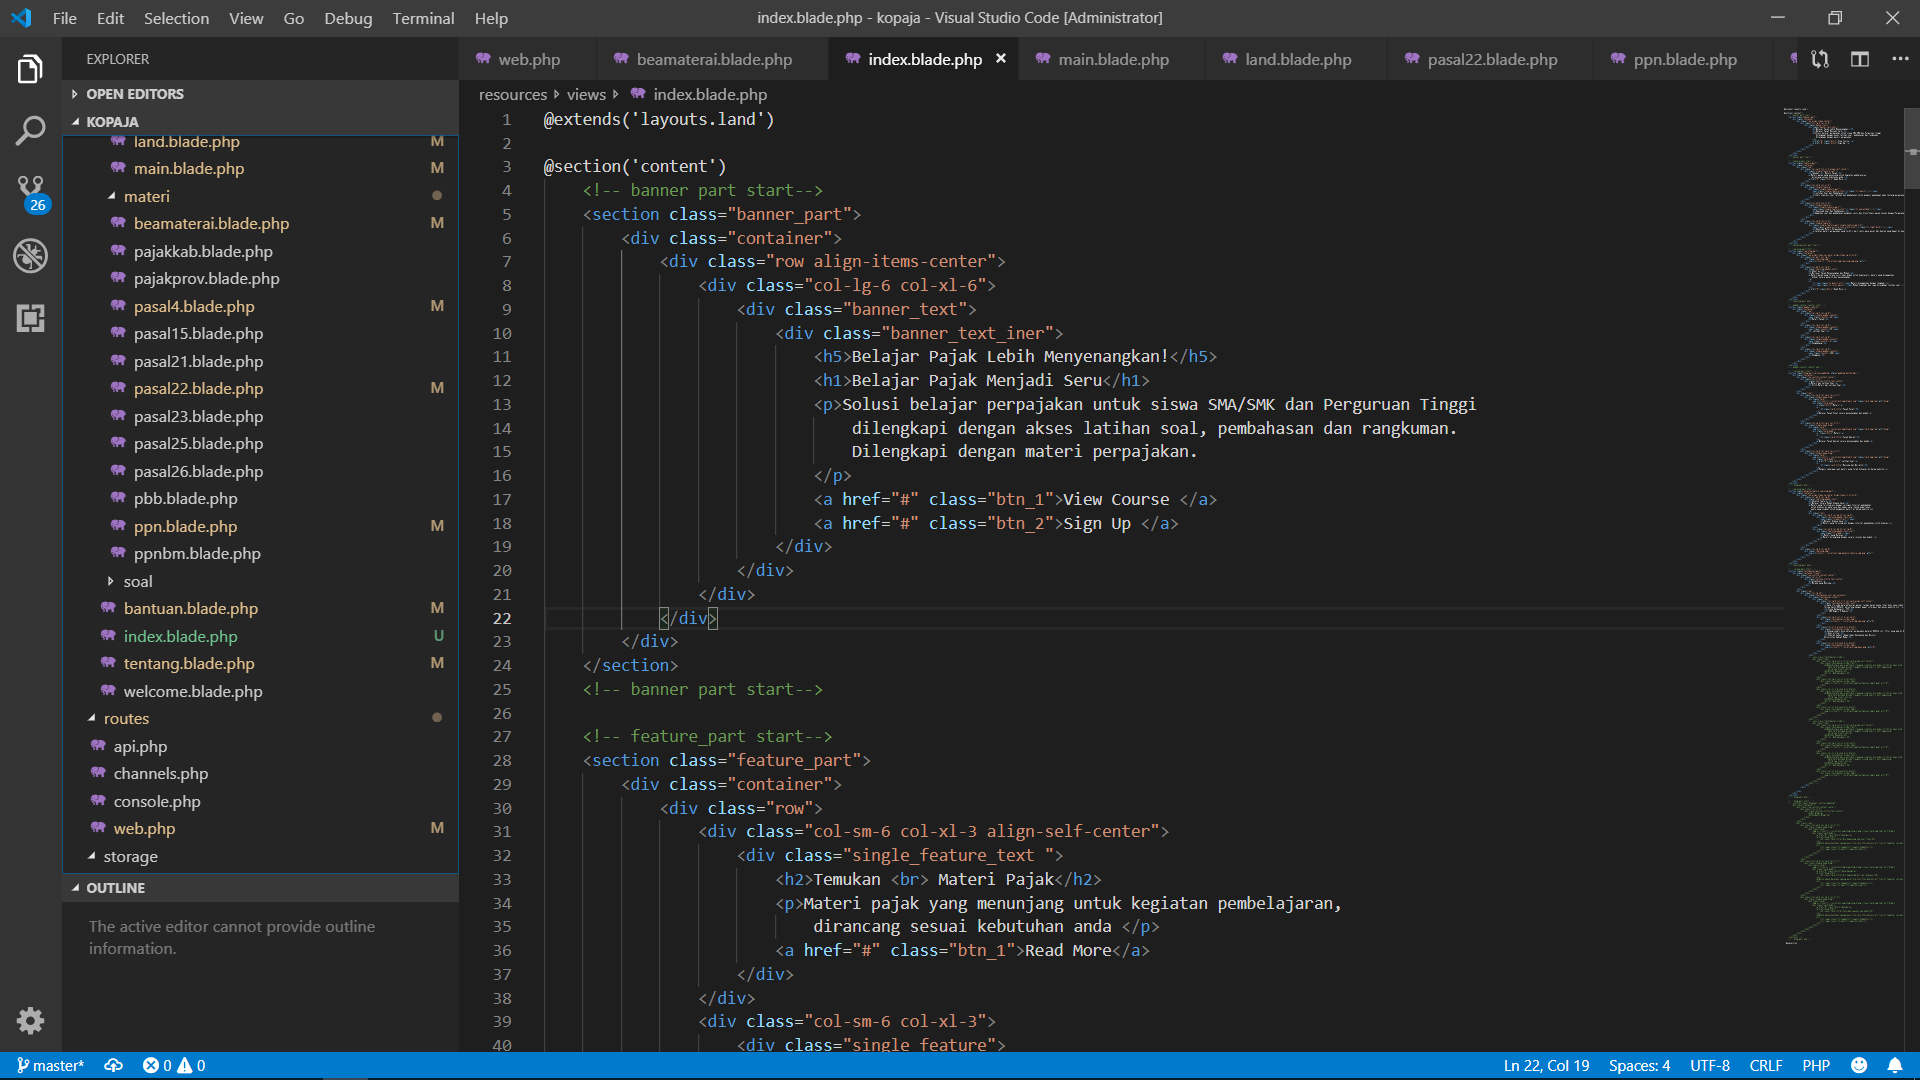 File Edit Selection View Go Debug Terminal Help
index.blade.php - kopaja - Visual Studio Code [Administrator]
EXPLORER
OPEN EDITORS
KOPAJA
land.blade.php M
main.blade.php M
materi
beamaterai.blade.php M
pajakkab.blade.php
pajakprov.blade.php
pasal4.blade.php M
pasal15.blade.php
pasal21.blade.php
pasal22.blade.php M
pasal23.blade.php
pasal25.blade.php
pasal26.blade.php
pbb.blade.php
ppn.blade.php M
ppnbm.blade.php
soal
bantuan.blade.php M
index.blade.php U
tentang.blade.php M
welcome.blade.php
routes
api.php
channels.php
console.php
web.php M
storage
OUTLINE
The active editor cannot provide outline
information.
26
web.php beamaterai.blade.php index.blade.php × main.blade.php land.blade.php pasal22.blade.php ppn.blade.php
resources views index.blade.php
1 @extends('layouts.land')
2
3 @section('content')
4 <!-- banner part start-->
5 <section class="banner_part">
6 <div class="container">
7 <div class="row align-items-center">
8 <div class="col-lg-6 col-xl-6">
9 <div class="banner_text">
10 <div class="banner_text_iner">
11 <h5>Belajar Pajak Lebih Menyenangkan!</h5>
12 <h1>Belajar Pajak Menjadi Seru</h1>
13 <p>Solusi belajar perpajakan untuk siswa SMA/SMK dan Perguruan Tinggi
14 dilengkapi dengan akses latihan soal, pembahasan dan rangkuman.
15 Dilengkapi dengan materi perpajakan.
16 </p>
17 <a href="#" class="btn_1">View Course </a>
18 <a href="#" class="btn_2">Sign Up </a>
19 </div>
20 </div>
21 </div>
22 </div>
23 </div>
24 </section>
25 <!-- banner part start-->
26
27 <!-- feature_part start-->
28 <section class="feature_part">
29 <div class="container">
30 <div class="row">
31 <div class="col-sm-6 col-xl-3 align-self-center">
32 <div class="single_feature_text ">
33 <h2>Temukan <br> Materi Pajak</h2>
34 <p>Materi pajak yang menunjang untuk kegiatan pembelajaran,
35 dirancang sesuai kebutuhan anda </p>
36 <a href="#" class="btn_1">Read More</a>
37 </div>
38 </div>
39 <div class="col-sm-6 col-xl-3">
40 <div class="single_feature">
master* 0 0 Ln 22, Col 19 Spaces: 4 UTF-8 CRLF PHP